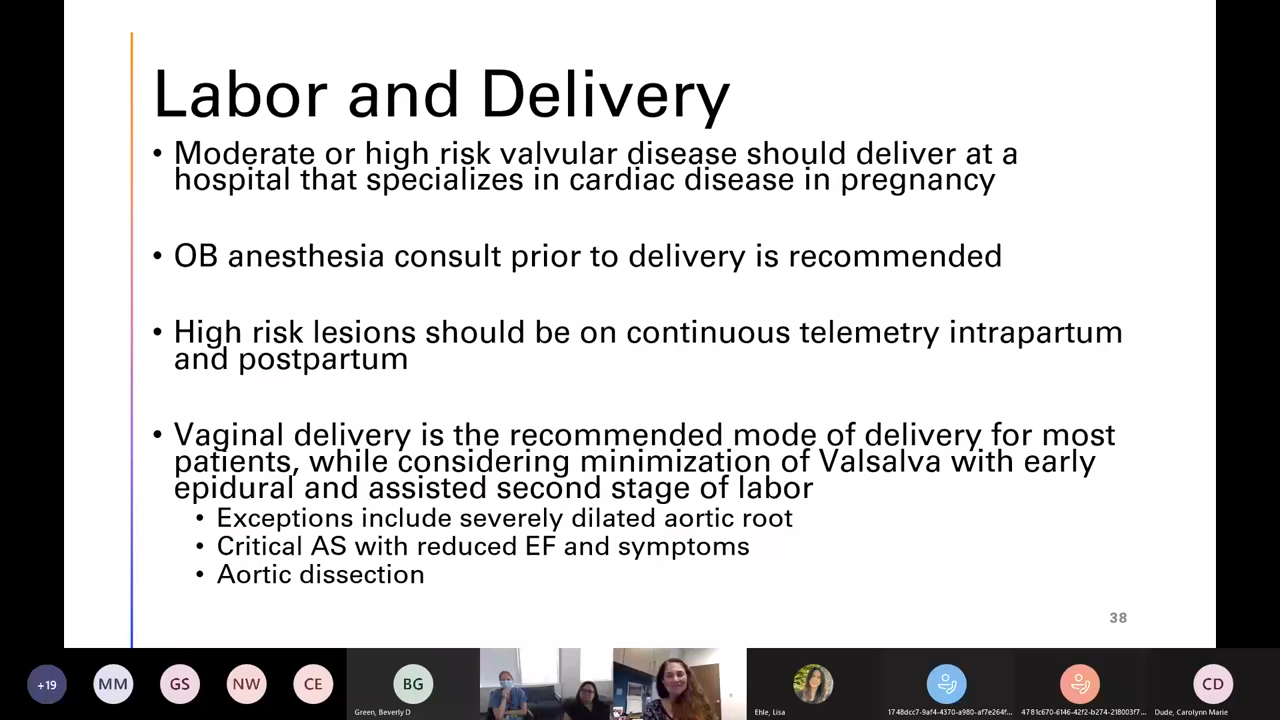 Labor and Delivery
• Moderate or high risk valvular disease should deliver at a
hospital that specializes in cardiac disease in pregnancy
• OB anesthesia consult prior to delivery is recommended
• High risk lesions should be on continuous telemetry intrapartum
and postpartum
• Vaginal delivery is the recommended mode of delivery for most
patients, while considering minimization of Valsalva with early
epidural and assisted second stage of labor
• Exceptions include severely dilated aortic root
• Critical AS with reduced EF and symptoms
• Aortic dissection
38
+19
MM
GS
NW
CE
BG
CD
Green, Beverly D
Ehle, Lisa
1748dcc7-9af4-4370-a980-af7e264f...
4781c670-6146-42f2-b274-218003f7...
Dude, Carolynn Marie